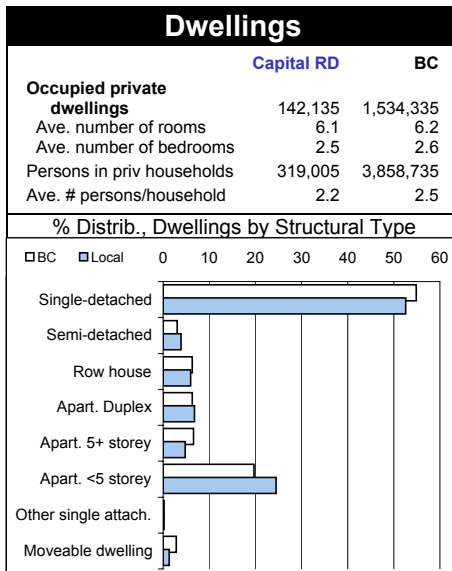 Dwellings
Capital RD BC
Occupied private
dwellings 142,135 1,534,335
Ave. number of rooms 6.1 6.2
Ave. number of bedrooms 2.5 2.6
Persons in priv households 319,005 3,858,735
Ave. # persons/household 2.2 2.5
% Distrib., Dwellings by Structural Type
BC Local 0 10 20 30 40 50 60
Single-detached
Semi-detached
Row house
Apart. Duplex
Apart. 5+ storey
Apart. <5 storey
Other single attach.
Moveable dwelling